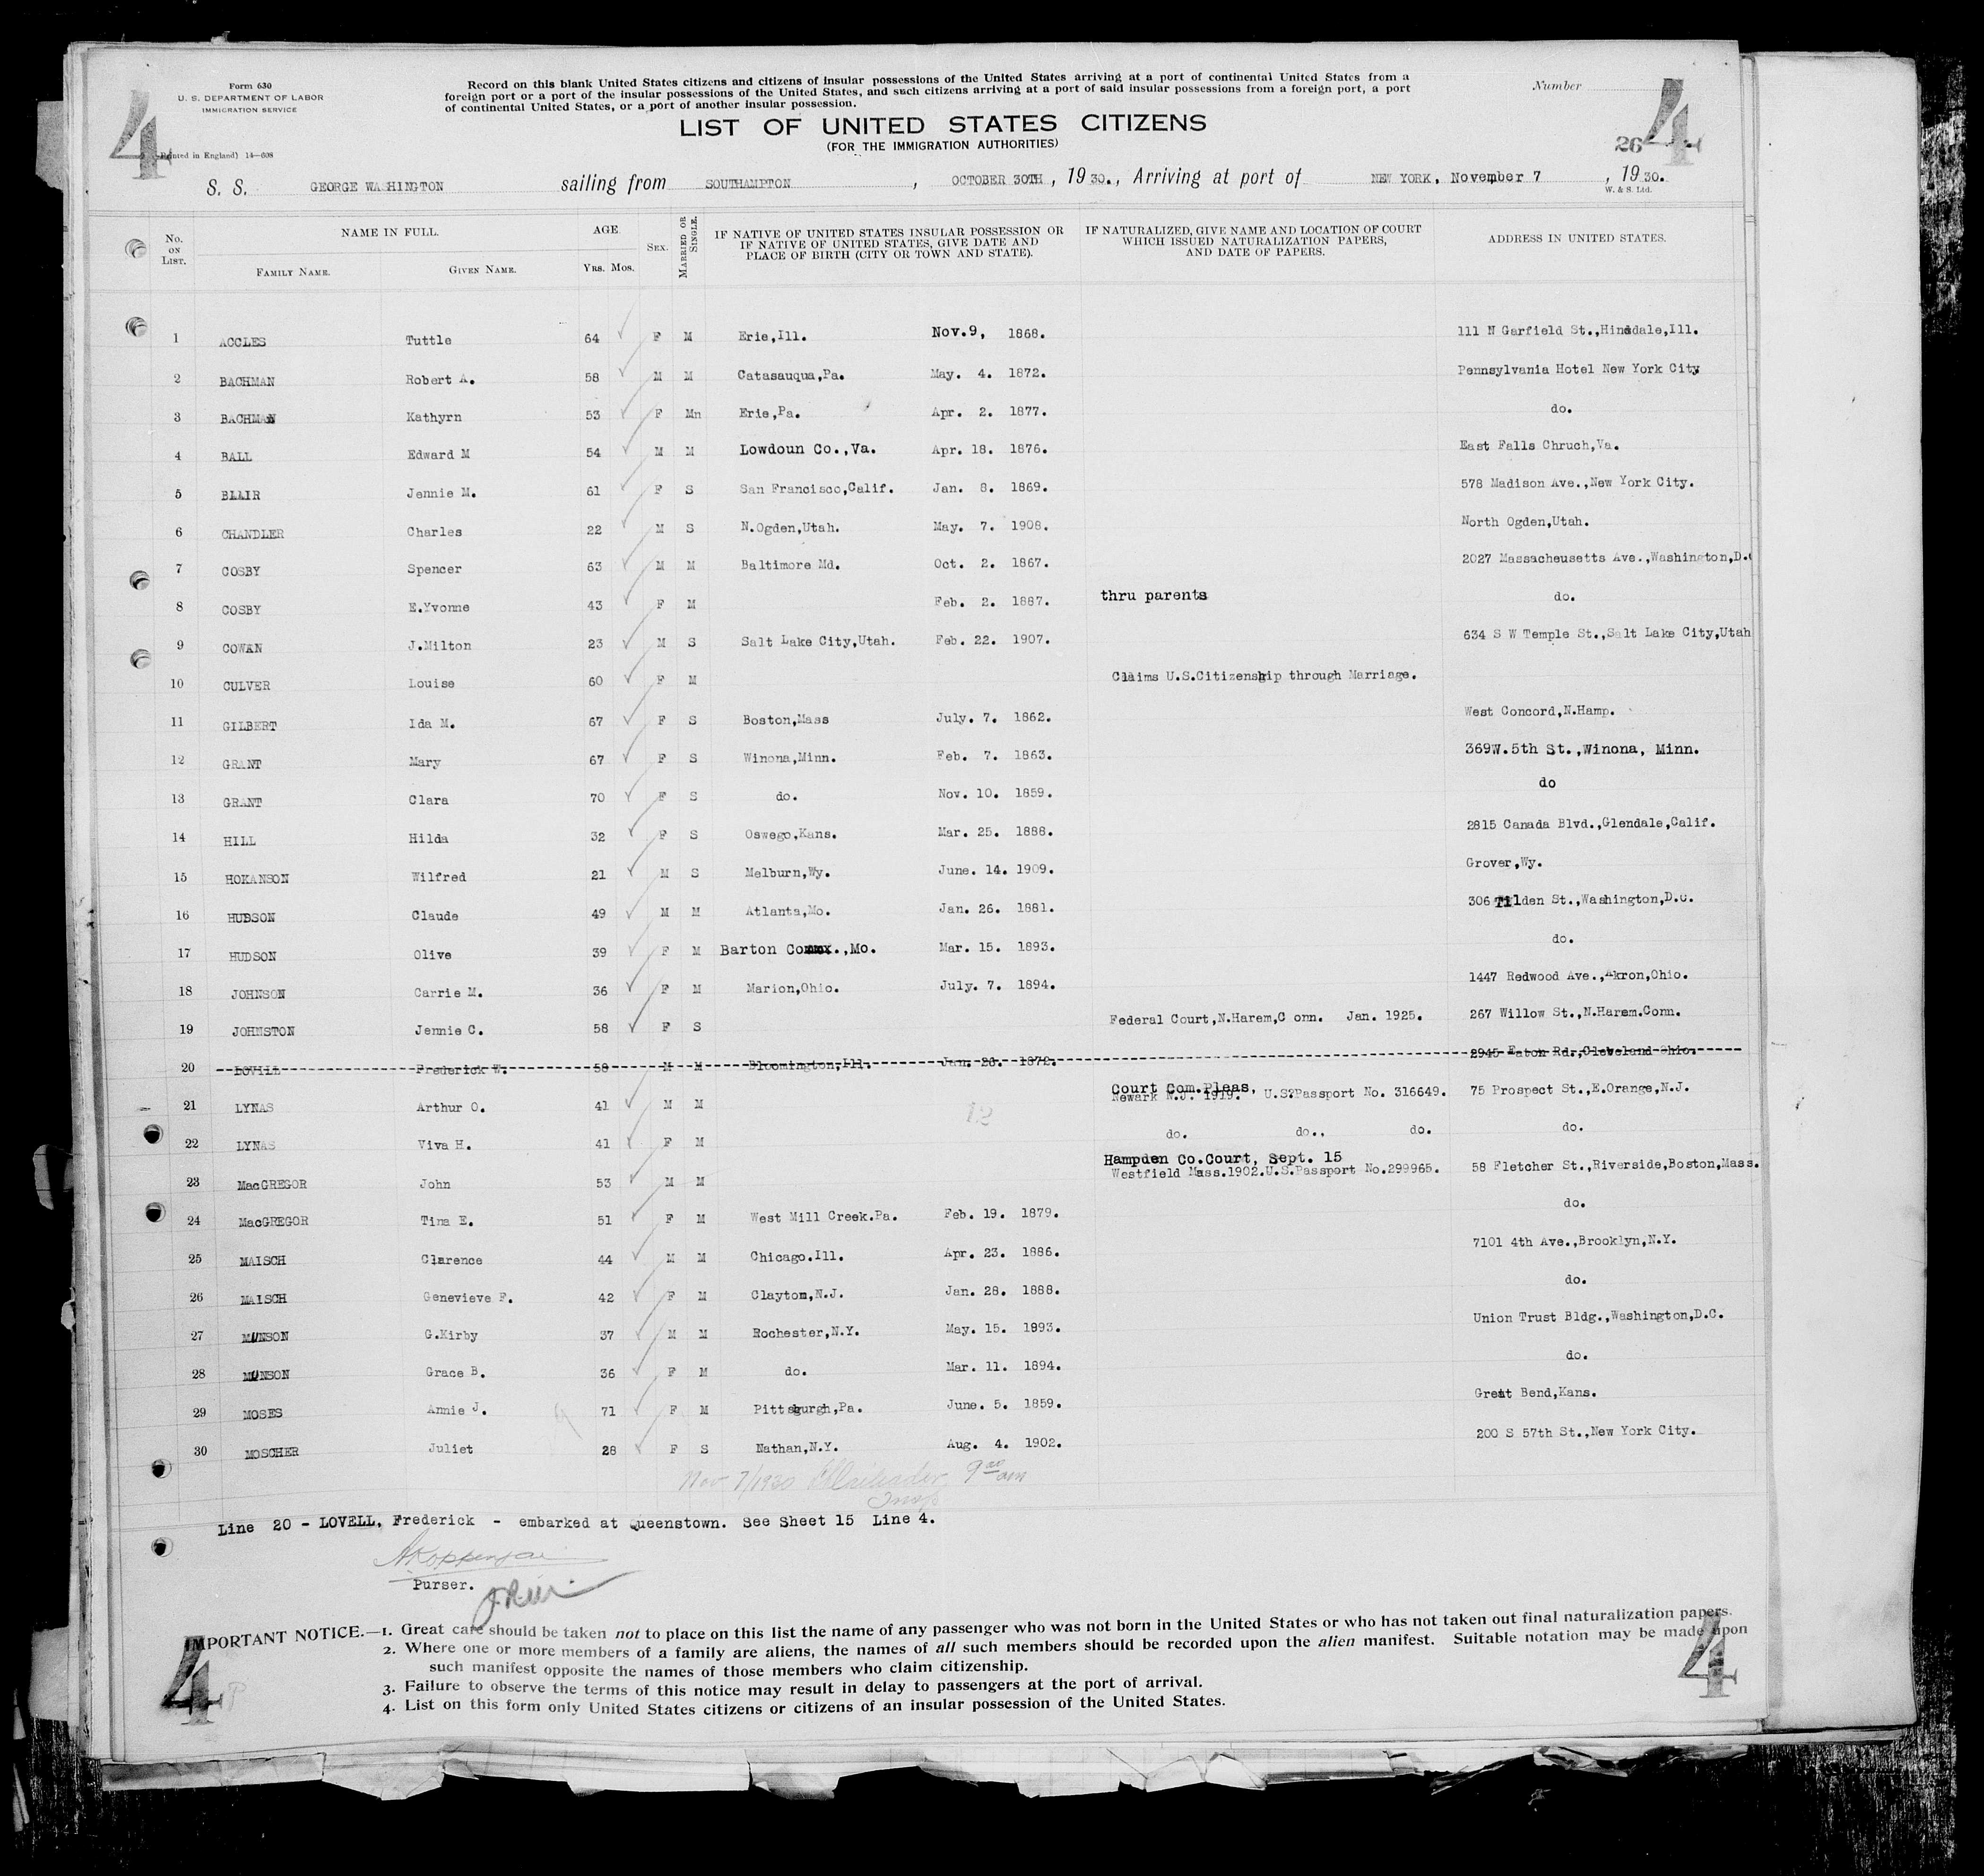 Form 630
U. S. DEPARTMENT OF LABOR
IMMIGRATION SERVICE
4
(Printed in England) 14—608
Record on this blank United States citizens and citizens of insular possessions of the United States arriving at a port of continental United States from a
foreign port or a port of the insular possessions of the United States, and such citizens arriving at a port of said insular possessions from a foreign port, a port
of continental United States, or a port of another insular possession.
Number
4
26
LIST OF UNITED STATES CITIZENS
(FOR THE IMMIGRATION AUTHORITIES)
S. S. GEORGE WASHINGTON sailing from SOUTHAMPTON, OCTOBER 30TH, 1930., Arriving at port of NEW YORK, November 7, 1930.
W. & S. Ltd.
No. ON LIST. NAME IN FULL. AGE. SEX. MARRIED OR SINGLE. IF NATIVE OF UNITED STATES INSULAR POSSESSION OR IF NATIVE OF UNITED STATES, GIVE DATE AND PLACE OF BIRTH (CITY OR TOWN AND STATE). IF NATURALIZED, GIVE NAME AND LOCATION OF COURT WHICH ISSUED NATURALIZATION PAPERS, AND DATE OF PAPERS. ADDRESS IN UNITED STATES.
FAMILY NAME. GIVEN NAME. YRS. MOS.
1 ACCLES Tuttle 64 F M Erie,Ill. Nov.9, 1868. 111 N Garfield St.,Hinsdale,Ill.
2 BACHMAN Robert A. 58 M M Catasauqua,Pa. May. 4. 1872. Pennsylvania Hotel New York City
3 BACHMAN Kathyrn 53 F Mn Erie,Pa. Apr. 2. 1877. do.
4 BALL Edward M 54 M M Lowdoun Co.,Va. Apr. 18. 1876. East Falls Chruch,Va.
5 BLAIR Jennie M. 61 F S San Francisco,Calif. Jan. 8. 1869. 578 Madison Ave.,New York City.
6 CHANDLER Charles 22 M S N.Ogden,Utah. May. 7. 1908. North Ogden,Utah.
7 COSBY Spencer 63 M M Baltimore Md. Oct. 2. 1867. 2027 Massacheusetts Ave.,Washington,D.C
8 COSBY E.Yvonne 43 F M Feb. 2. 1887. thru parents do.
9 COWAN J.Milton 23 M S Salt Lake City,Utah. Feb. 22. 1907. 634 S W Temple St.,Salt Lake City,Utah
10 CULVER Louise 60 F M Claims U.S.Citizenship through Marriage.
11 GILBERT Ida M. 67 F S Boston,Mass July. 7. 1862. West Concord,N.Hamp.
12 GRANT Mary 67 F S Winona,Minn. Feb. 7. 1863. 369W.5th St.,Winona, Minn.
13 GRANT Clara 70 F S do. Nov. 10. 1859. do
14 HILL Hilda 32 F S Oswego,Kans. Mar. 25. 1888. 2815 Canada Blvd.,Glendale,Calif.
15 HOKANSON Wilfred 21 M S Melburn,Wy. June. 14. 1909. Grover,Wy.
16 HUDSON Claude 49 M M Atlanta,Mo. Jan. 26. 1881. 306 Tilden St.,Washington,D.C.
17 HUDSON Olive 39 F M Barton Co.,Mo. Mar. 15. 1893. do.
18 JOHNSON Carrie M. 36 F M Marion,Ohio. July. 7. 1894. 1447 Redwood Ave.,Akron,Ohio.
19 JOHNSTON Jennie C. 58 F S Federal Court,N.Harem,C onn. Jan. 1925. 267 Willow St.,N.Harem.Conn.
20 LOVILL Frederick W. 58 M M Bloomington,Ill. Jan. 26. 1872. 2945 Eaton Rd.,Cleveland Ohio.
21 LYNAS Arthur O. 41 M M Court Com.Pleas, Newark N.J. 1919. U.S.Passport No. 316649. 75 Prospect St.,E.Orange,N.J.
12
22 LYNAS Viva H. 41 F M do. do., do. do.
23 MacGREGOR John 53 M M Hampden Co.Court, Sept. 15 Westfield Mass.1902.U.S.Passport No.299965. 58 Fletcher St.,Riverside,Boston,Mass.
24 MacGREGOR Tina E. 51 F M West Mill Creek.Pa. Feb. 19. 1879. do.
25 MAISCH Clarence 44 M M Chicago.Ill. Apr. 23. 1886. 7101 4th Ave.,Brooklyn,N.Y.
26 MAISCH Genevieve F. 42 F M Clayton,N.J. Jan. 28. 1888. do.
27 MUNSON G.Kirby 37 M M Rochester,N.Y. May. 15. 1893. Union Trust Bldg.,Washington,D.C.
28 MUNSON Grace B. 36 F M do. Mar. 11. 1894. do.
29 MOSES Annie J. 71 F M Pittsburgh,Pa. June. 5. 1859. Great Bend,Kans.
30 MOSCHER Juliet 28 F S Nathan,N.Y. Aug. 4. 1902. 200 S 57th St.,New York City.
Nov 7/1930 9 00 am
Insp
Line 20 - LOVELL, Frederick - embarked at Queenstown. See Sheet 15 Line 4.
Purser.
IMPORTANT NOTICE.—1. Great care should be taken not to place on this list the name of any passenger who was not born in the United States or who has not taken out final naturalization papers.
2. Where one or more members of a family are aliens, the names of all such members should be recorded upon the alien manifest. Suitable notation may be made upon
such manifest opposite the names of those members who claim citizenship.
3. Failure to observe the terms of this notice may result in delay to passengers at the port of arrival.
4. List on this form only United States citizens or citizens of an insular possession of the United States.
4
4